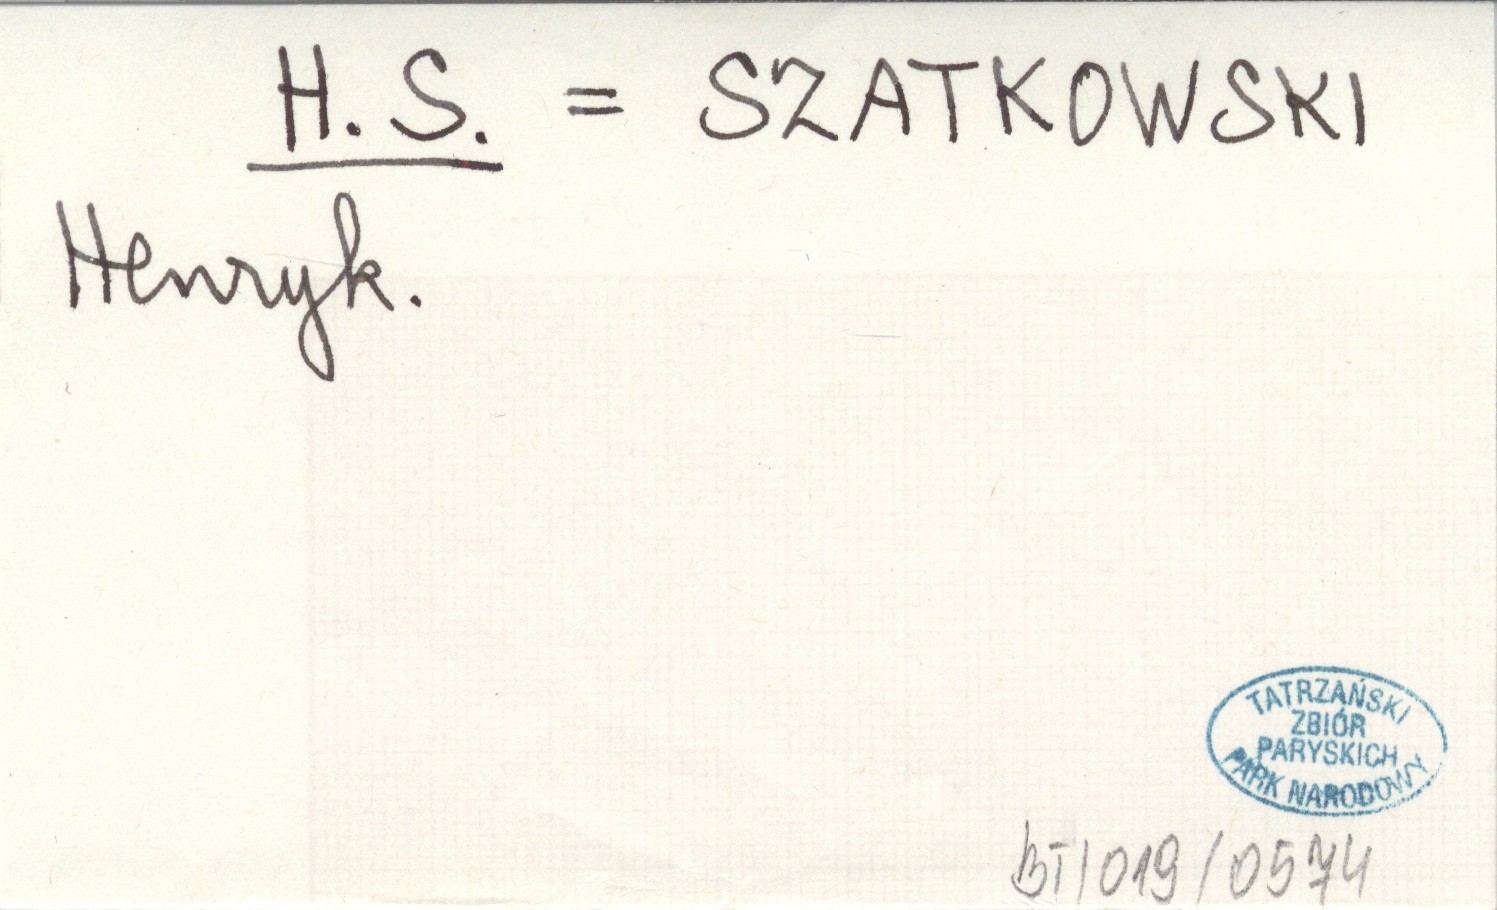 H. S. = SZATKOWSKI
Henryk.
TATRZAŃSKI
ZBIÓR
PARYSKICH
PARK NARODOWY
BT/019/0574